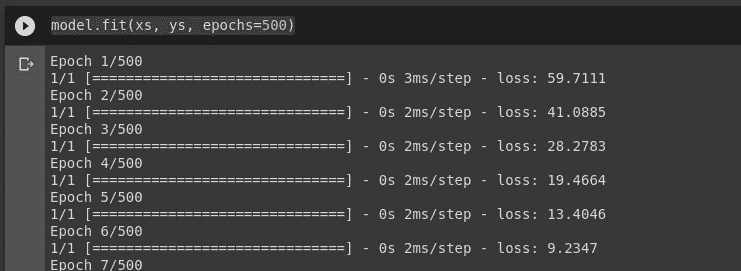 model.fit(xs, ys, epochs=500)
Epoch 1/500
1/1 [==============================] - 0s 3ms/step - loss: 59.7111
Epoch 2/500
1/1 [==============================] - 0s 2ms/step - loss: 41.0885
Epoch 3/500
1/1 [==============================] - 0s 2ms/step - loss: 28.2783
Epoch 4/500
1/1 [==============================] - 0s 2ms/step - loss: 19.4664
Epoch 5/500
1/1 [==============================] - 0s 2ms/step - loss: 13.4046
Epoch 6/500
1/1 [==============================] - 0s 2ms/step - loss: 9.2347
Epoch 7/500